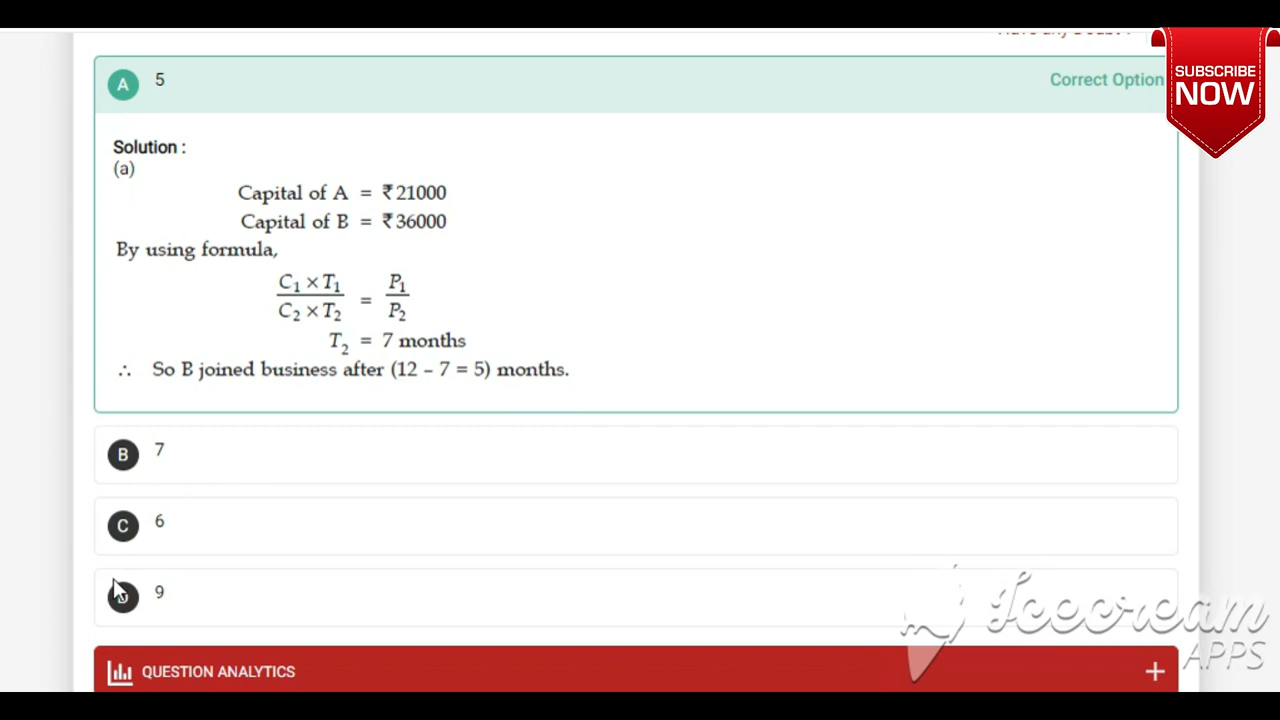 SUBSCRIBE
NOW
A 5 Correct Option
Solution :
(a)
Capital of A = ₹21000
Capital of B = ₹36000
By using formula,
C₁ × T₁ / C₂ × T₂ = P₁ / P₂
T₂ = 7 months
∴ So B joined business after (12 – 7 = 5) months.
B 7
C 6
9
QUESTION ANALYTICS +
Icecream
APPS